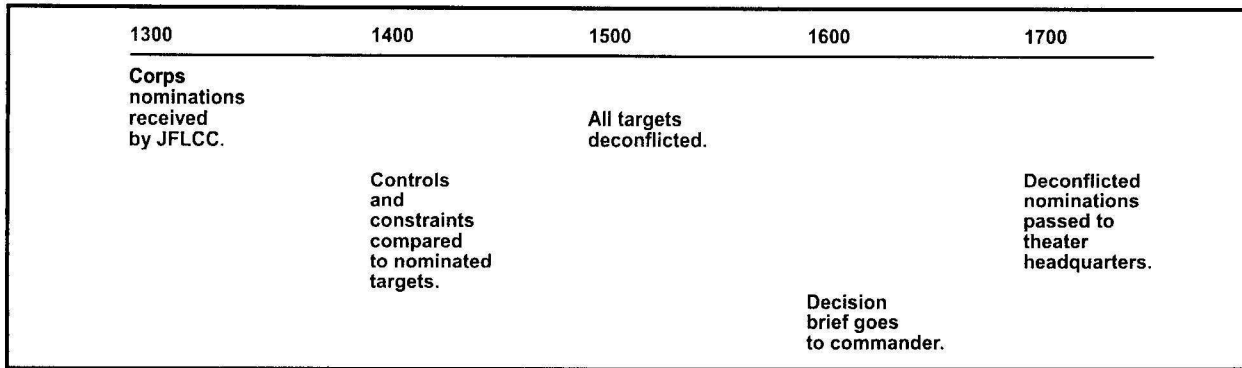 1300 1400 1500 1600 1700
Corps
nominations
received
by JFLCC.
Controls
and
constraints
compared
to nominated
targets.
All targets
deconflicted.
Decision
brief goes
to commander.
Deconflicted
nominations
passed to
theater
headquarters.